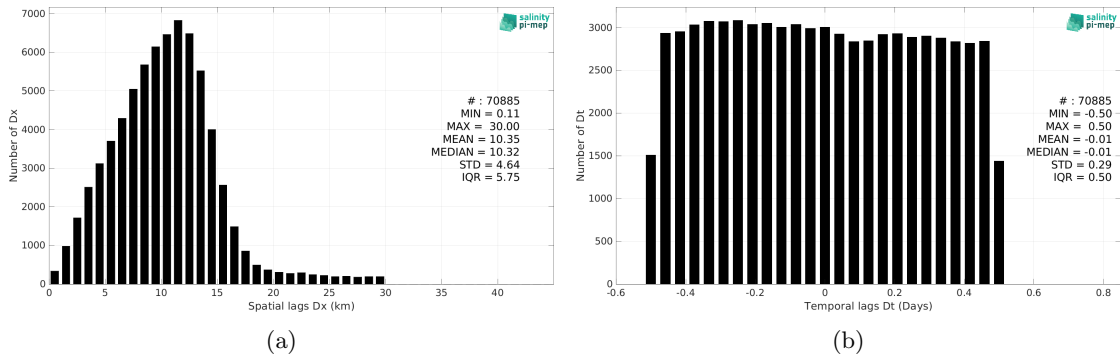 7000
6000
5000
4000
3000
2000
1000
0
Number of Dx
salinity
pi-mep
# : 70885
MIN = 0.11
MAX = 30.00
MEAN = 10.35
MEDIAN = 10.32
STD = 4.64
IQR = 5.75
0 5 10 15 20 25 30 35 40
Spatial lags Dx (km)
(a)
3000
2500
2000
1500
1000
500
0
Number of Dt
salinity
pi-mep
# : 70885
MIN = -0.50
MAX = 0.50
MEAN = -0.01
MEDIAN = -0.01
STD = 0.29
IQR = 0.50
-0.6 -0.4 -0.2 0 0.2 0.4 0.6 0.8
Temporal lags Dt (Days)
(b)